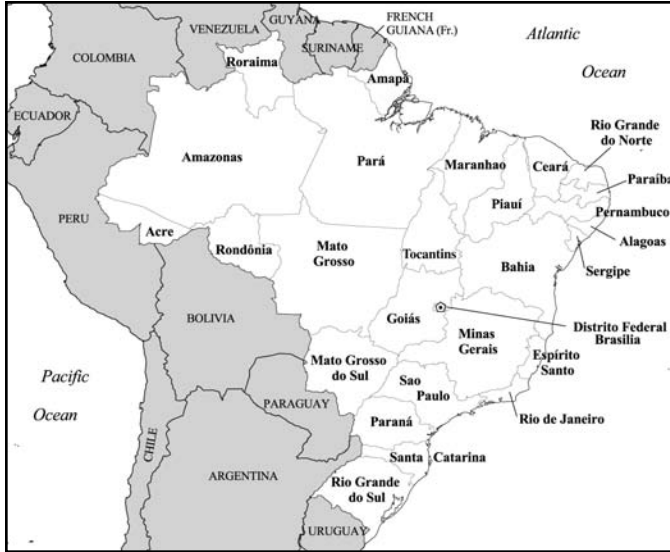 VENEZUELA
GUYANA
FRENCH
GUIANA (Fr.)
SURINAME
COLOMBIA
Roraima
Amapá
Atlantic
Ocean
ECUADOR
Amazonas
Pará
Maranhao
Ceará
Rio Grande
do Norte
Paraíba
Piauí
Pernambuco
PERU
Acre
Rondônia
Mato
Grosso
Tocantins
Bahia
Alagoas
Sergipe
BOLIVIA
Goiás
Distrito Federal
Brasilia
Minas
Gerais
Mato Grosso
do Sul
Espírito
Santo
Pacific
Ocean
Sao
Paulo
PARAGUAY
Rio de Janeiro
Paraná
CHILE
Santa Catarina
ARGENTINA
Rio Grande
do Sul
URUGUAY